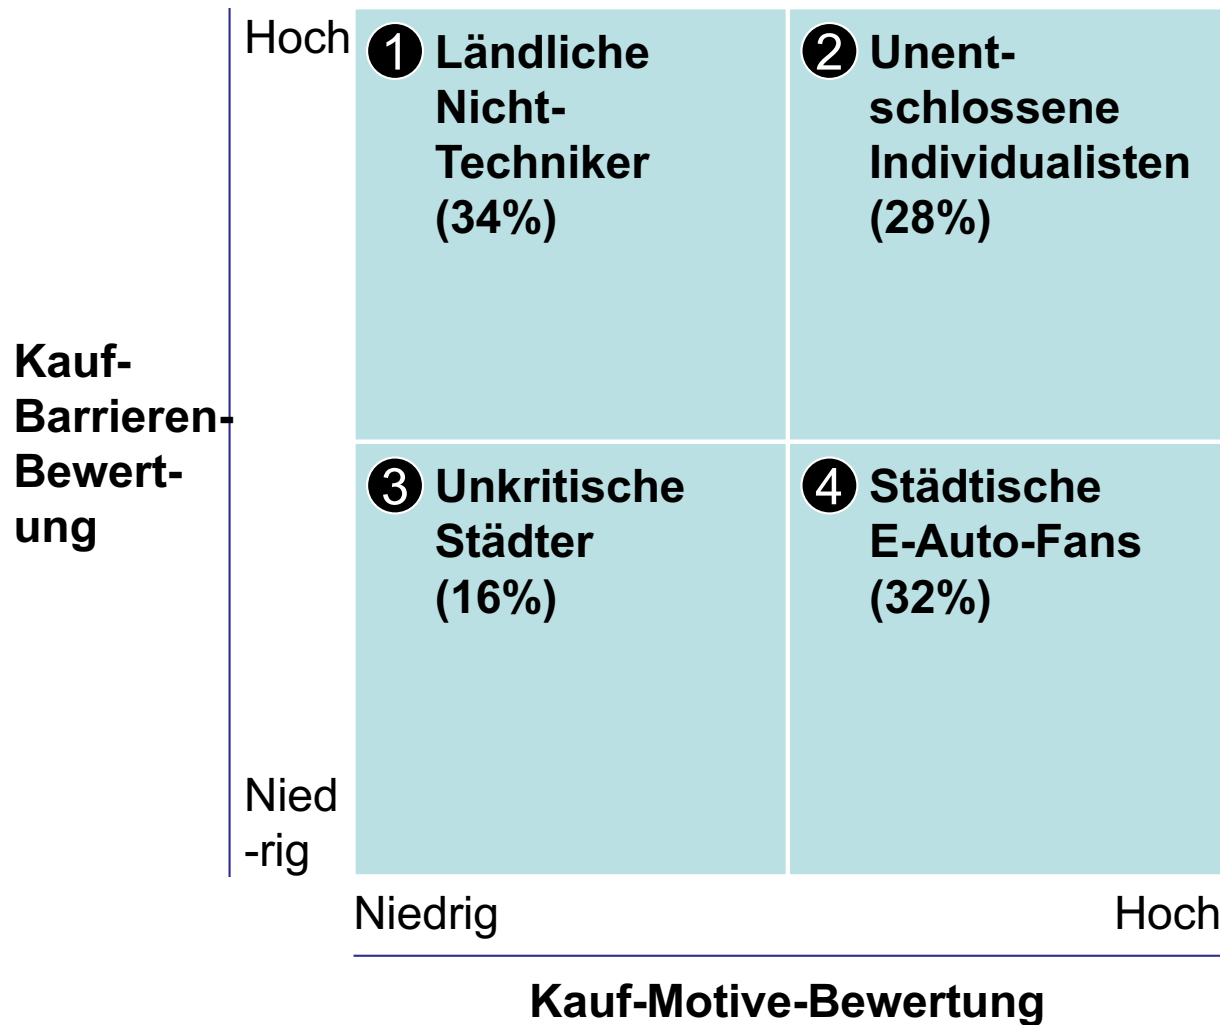 Hoch
1 Ländliche
Nicht-
Techniker
(34%)
2 Unent-
schlossene
Individualisten
(28%)
Kauf-
Barrieren-
Bewert-
ung
3 Unkritische
Städter
(16%)
4 Städtische
E-Auto-Fans
(32%)
Nied
-rig
Niedrig
Hoch
Kauf-Motive-Bewertung